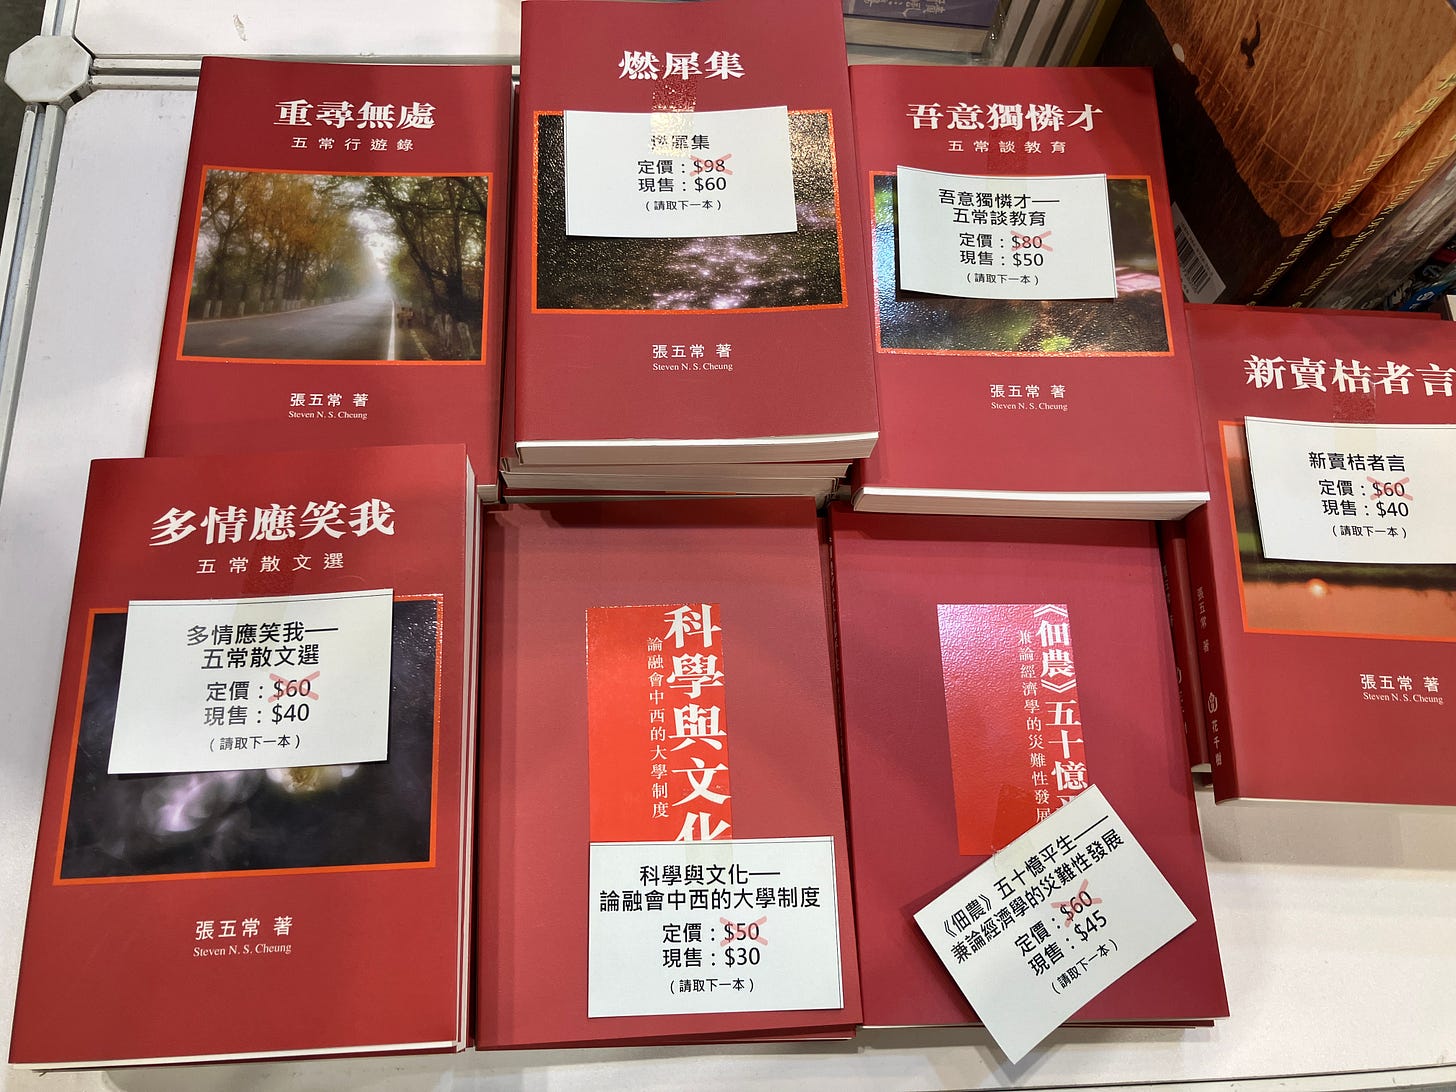 重尋無處
五常行遊錄
張五常 著
Steven N. S. Cheung
燃犀集
燃犀集
定價：$98
現售：$60
（請取下一本）
張五常 著
Steven N. S. Cheung
吾意獨憐才
五常談教育
吾意獨憐才──
五常談教育
定價：$80
現售：$50
（請取下一本）
張五常 著
Steven N. S. Cheung
新賣桔者言
新賣桔者言
定價：$60
現售：$40
（請取下一本）
張五常 著
Steven N. S. Cheung
張五常 著
花千樹
多情應笑我
五常散文選
多情應笑我──
五常散文選
定價：$60
現售：$40
（請取下一本）
張五常 著
Steven N. S. Cheung
科學與文化
論融會中西的大學制度
科學與文化──
論融會中西的大學制度
定價：$50
現售：$30
（請取下一本）
《佃農》五十憶
兼論經濟學的災難性發展
《佃農》五十憶平生──
兼論經濟學的災難性發展
定價：$60
現售：$45
（請取下一本）